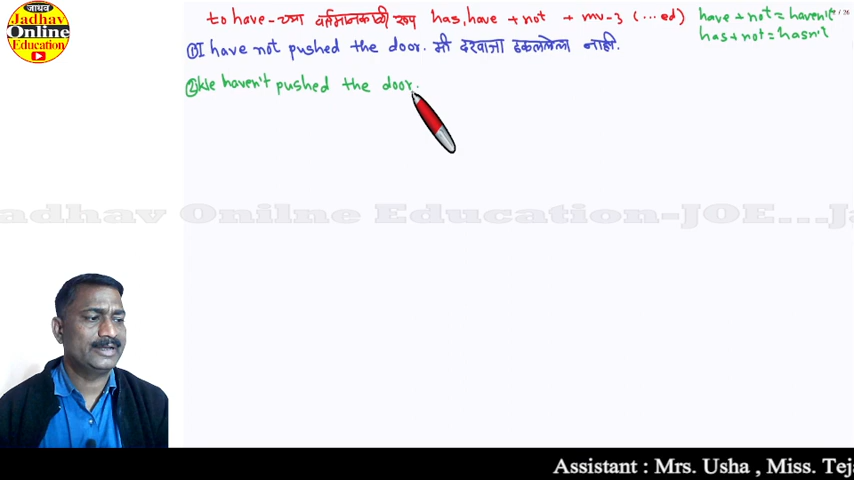 जाधव
Online
Education
to have-च्या वर्तमानकाळी रूप has, have + not + mv-3 (...ed)
have + not = haven't
has + not = hasn't
① I have not pushed the door. मी दरवाजा ढकललेला नाही.
② We haven't pushed the door.
adhav Onilne Education-JOE...Ja
Assistant : Mrs. Usha , Miss. Tej